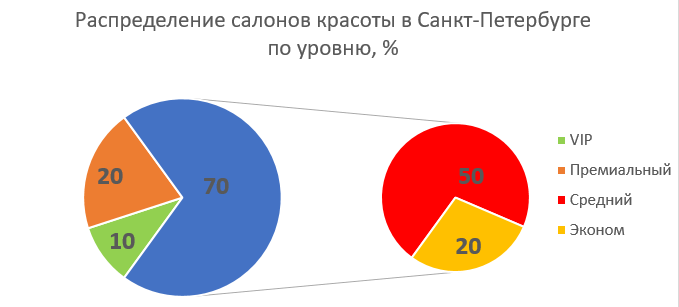 Распределение салонов красоты в Санкт-Петербурге
по уровню, %
20
70
10
50
20
VIP
Премиальный
Средний
Эконом